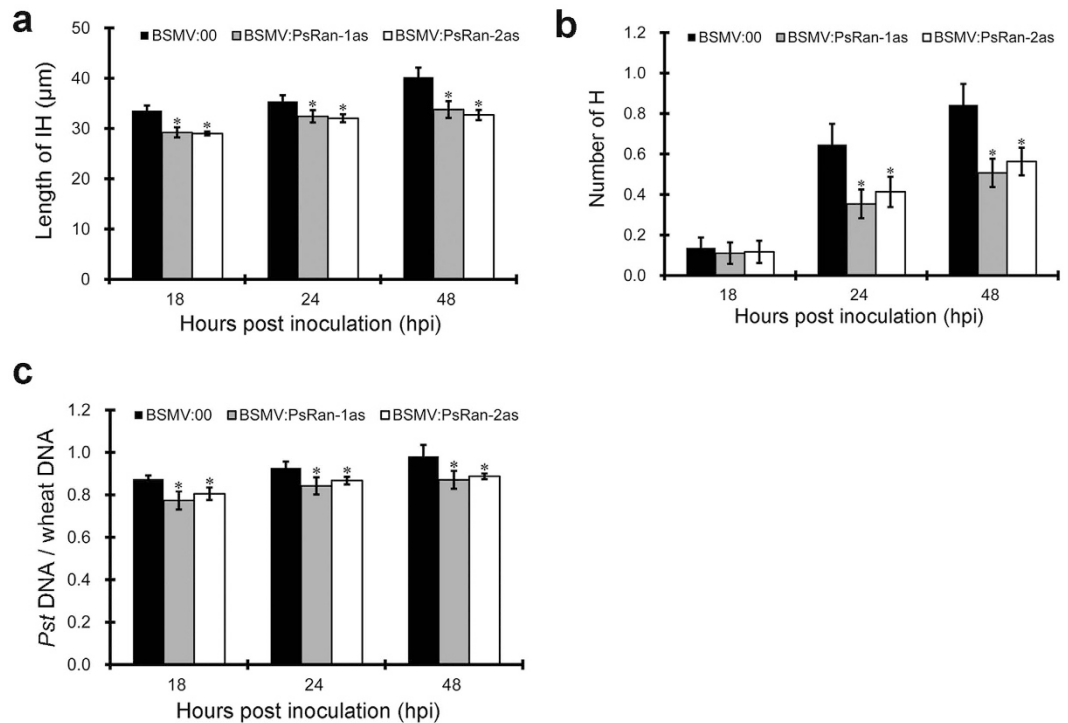 a
50
■BSMV:00 ■BSMV:PsRan-1as □BSMV:PsRan-2as
40
* *
* *
* *
30
20
10
0
Length of IH (μm)
18 24 48
Hours post inoculation (hpi)
b
■BSMV:00 ■BSMV:PsRan-1as □BSMV:PsRan-2as
1.2
1.0
0.8
0.6
0.4
0.2
0.0
* *
* *
Number of H
18 24 48
Hours post inoculation (hpi)
c
■BSMV:00 ■BSMV:PsRan-1as □BSMV:PsRan-2as
1.2
1.0
0.8
0.6
0.4
0.2
0.0
* *
* *
* *
Pst DNA / wheat DNA
18 24 48
Hours post inoculation (hpi)